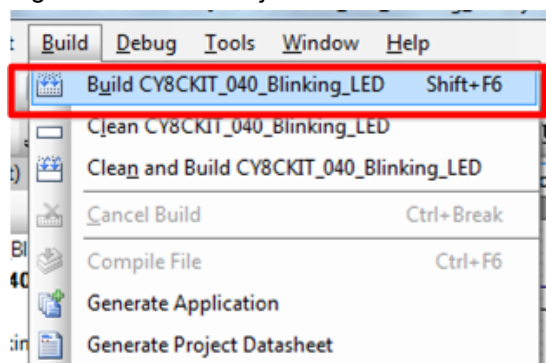 Build Debug Tools Window Help
Build CY8CKIT_040_Blinking_LED Shift+F6
Clean CY8CKIT_040_Blinking_LED
Clean and Build CY8CKIT_040_Blinking_LED
Cancel Build Ctrl+Break
Compile File Ctrl+F6
Generate Application
Generate Project Datasheet